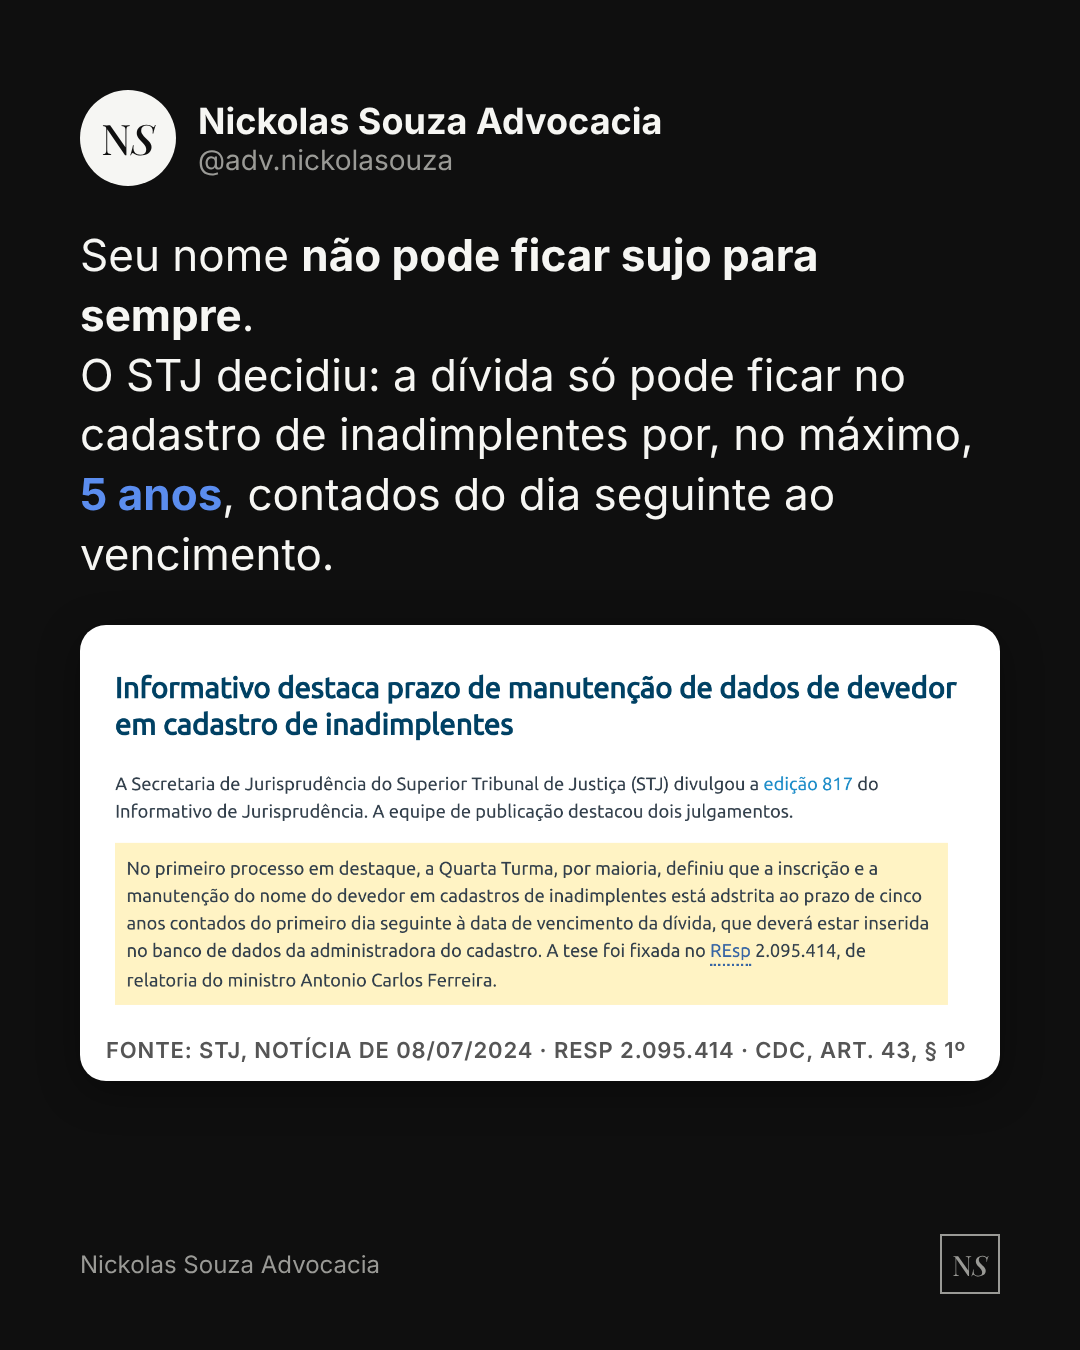 NS
Nickolas Souza Advocacia
@adv.nickolasouza
Seu nome não pode ficar sujo para
sempre.
O STJ decidiu: a dívida só pode ficar no
cadastro de inadimplentes por, no máximo,
5 anos, contados do dia seguinte ao
vencimento.
Informativo destaca prazo de manutenção de dados de devedor
em cadastro de inadimplentes
A Secretaria de Jurisprudência do Superior Tribunal de Justiça (STJ) divulgou a edição 817 do
Informativo de Jurisprudência. A equipe de publicação destacou dois julgamentos.
No primeiro processo em destaque, a Quarta Turma, por maioria, definiu que a inscrição e a
manutenção do nome do devedor em cadastros de inadimplentes está adstrita ao prazo de cinco
anos contados do primeiro dia seguinte à data de vencimento da dívida, que deverá estar inserida
no banco de dados da administradora do cadastro. A tese foi fixada no REsp 2.095.414, de
relatoria do ministro Antonio Carlos Ferreira.
FONTE: STJ, NOTÍCIA DE 08/07/2024 · RESP 2.095.414 · CDC, ART. 43, § 1º
Nickolas Souza Advocacia
NS